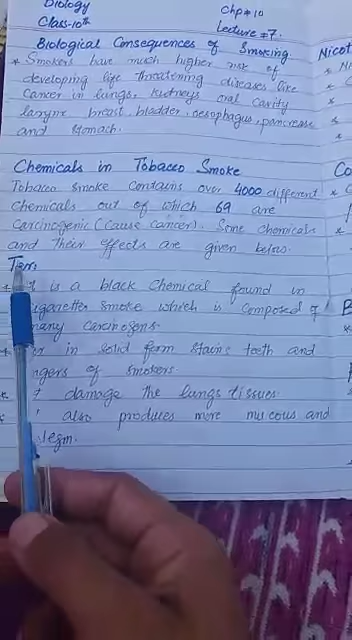 Biology
Chp # 10
Class-10th
Lecture #7.
Biological Consequences of Smoking.
* Smokers have much higher risk of
developing life threatening diseases like
Cancer in lungs, kidneys oral cavity
larynx breast, bladder, oesophagus, pancreas
and stomach.
Chemicals in Tobacco Smoke
Tobacco smoke contains over 4000 different
Chemicals out of which 69 are
Carcinogenic (cause cancer). Some chemicals
and their effects are given below.
Tar:
is a black chemical found in
smoke which is composed of
many carcinogens.
in solid form stains teeth and
of smokers
damage the lungs tissues
also produces more mucous and
Nicot
Co